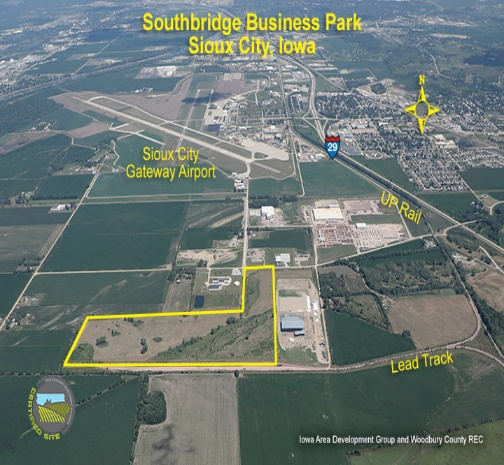 Southbridge Business Park
Sioux City, Iowa
N
29
Sioux City
Gateway Airport
UP Rail
Lead Track
CERTIFIED SITE
Iowa Area Development Group and Woodbury County REC